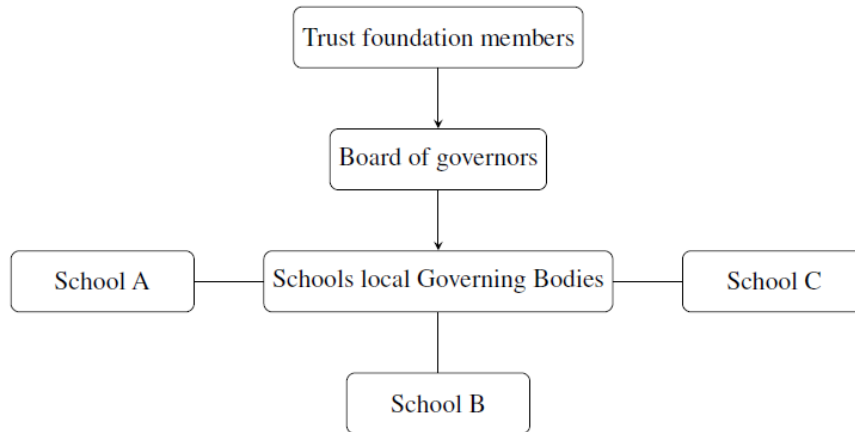 Trust foundation members
Board of governors
School A
Schools local Governing Bodies
School C
School B